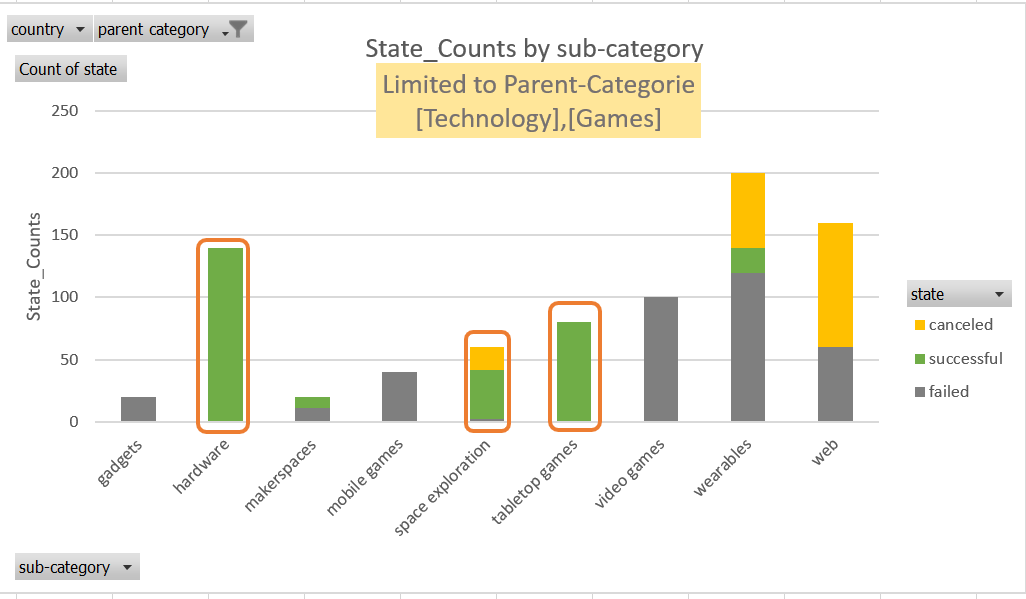 country
parent category
Count of state
State_Counts by sub-category
Limited to Parent-Categorie
[Technology],[Games]
250
200
150
100
50
0
State_Counts
gadgets
hardware
makerspaces
mobile games
space exploration
tabletop games
video games
wearables
web
state
canceled
successful
failed
sub-category